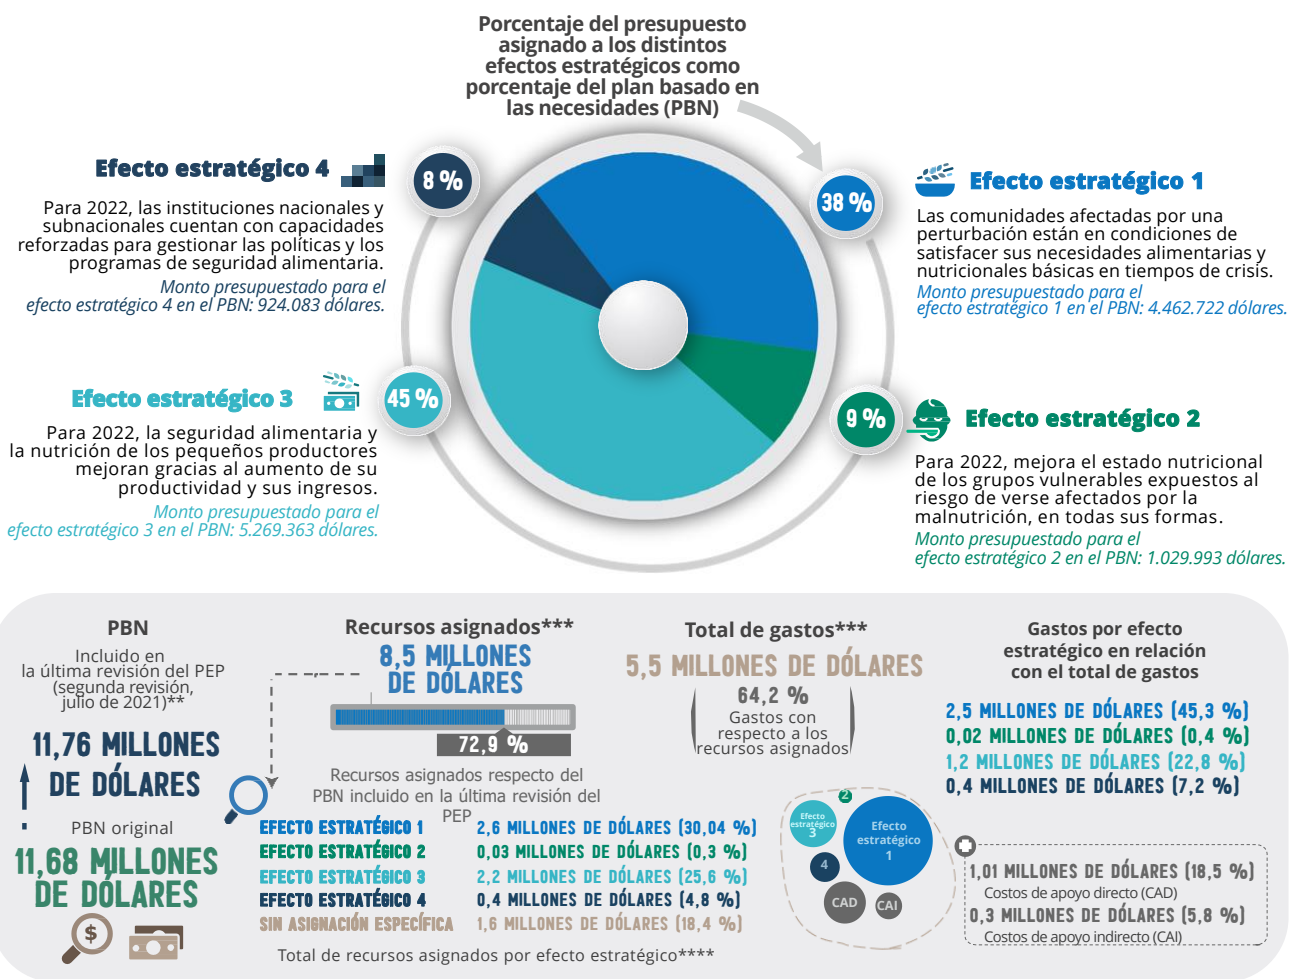 Porcentaje del presupuesto
asignado a los distintos
efectos estratégicos como
porcentaje del plan basado en
las necesidades (PBN)
Efecto estratégico 4
8 %
Para 2022, las instituciones nacionales y
subnacionales cuentan con capacidades
reforzadas para gestionar las políticas y los
programas de seguridad alimentaria.
Monto presupuestado para el
efecto estratégico 4 en el PBN: 924.083 dólares.
38 %
Efecto estratégico 1
Las comunidades afectadas por una
perturbación están en condiciones de
satisfacer sus necesidades alimentarias y
nutricionales básicas en tiempos de crisis.
Monto presupuestado para el
efecto estratégico 1 en el PBN: 4.462.722 dólares.
Efecto estratégico 3
45 %
Para 2022, la seguridad alimentaria y
la nutrición de los pequeños productores
mejoran gracias al aumento de su
productividad y sus ingresos.
Monto presupuestado para el
efecto estratégico 3 en el PBN: 5.269.363 dólares.
9 %
Efecto estratégico 2
Para 2022, mejora el estado nutricional
de los grupos vulnerables expuestos al
riesgo de verse afectados por la
malnutrición, en todas sus formas.
Monto presupuestado para el
efecto estratégico 2 en el PBN: 1.029.993 dólares.
PBN
Incluido en
la última revisión del PEP
(segunda revisión,
julio de 2021)**
11,76 MILLONES
DE DÓLARES
PBN original
11,68 MILLONES
DE DÓLARES
$
Recursos asignados***
8,5 MILLONES
DE DÓLARES
72,9 %
Recursos asignados respecto del
PBN incluido en la última revisión del
PEP
EFECTO ESTRATÉGICO 1 2,6 MILLONES DE DÓLARES (30,04 %)
EFECTO ESTRATÉGICO 2 0,03 MILLONES DE DÓLARES (0,3 %)
EFECTO ESTRATÉGICO 3 2,2 MILLONES DE DÓLARES (25,6 %)
EFECTO ESTRATÉGICO 4 0,4 MILLONES DE DÓLARES (4,8 %)
SIN ASIGNACIÓN ESPECÍFICA 1,6 MILLONES DE DÓLARES (18,4 %)
Total de recursos asignados por efecto estratégico****
Total de gastos***
5,5 MILLONES DE DÓLARES
64,2 %
Gastos con
respecto a los
recursos asignados
2
Efecto
estratégico
3
Efecto
estratégico
1
4
CAD
CAI
Gastos por efecto
estratégico en relación
con el total de gastos
2,5 MILLONES DE DÓLARES (45,3 %)
0,02 MILLONES DE DÓLARES (0,4 %)
1,2 MILLONES DE DÓLARES (22,8 %)
0,4 MILLONES DE DÓLARES (7,2 %)
1,01 MILLONES DE DÓLARES (18,5 %)
Costos de apoyo directo (CAD)
0,3 MILLONES DE DÓLARES (5,8 %)
Costos de apoyo indirecto (CAI)